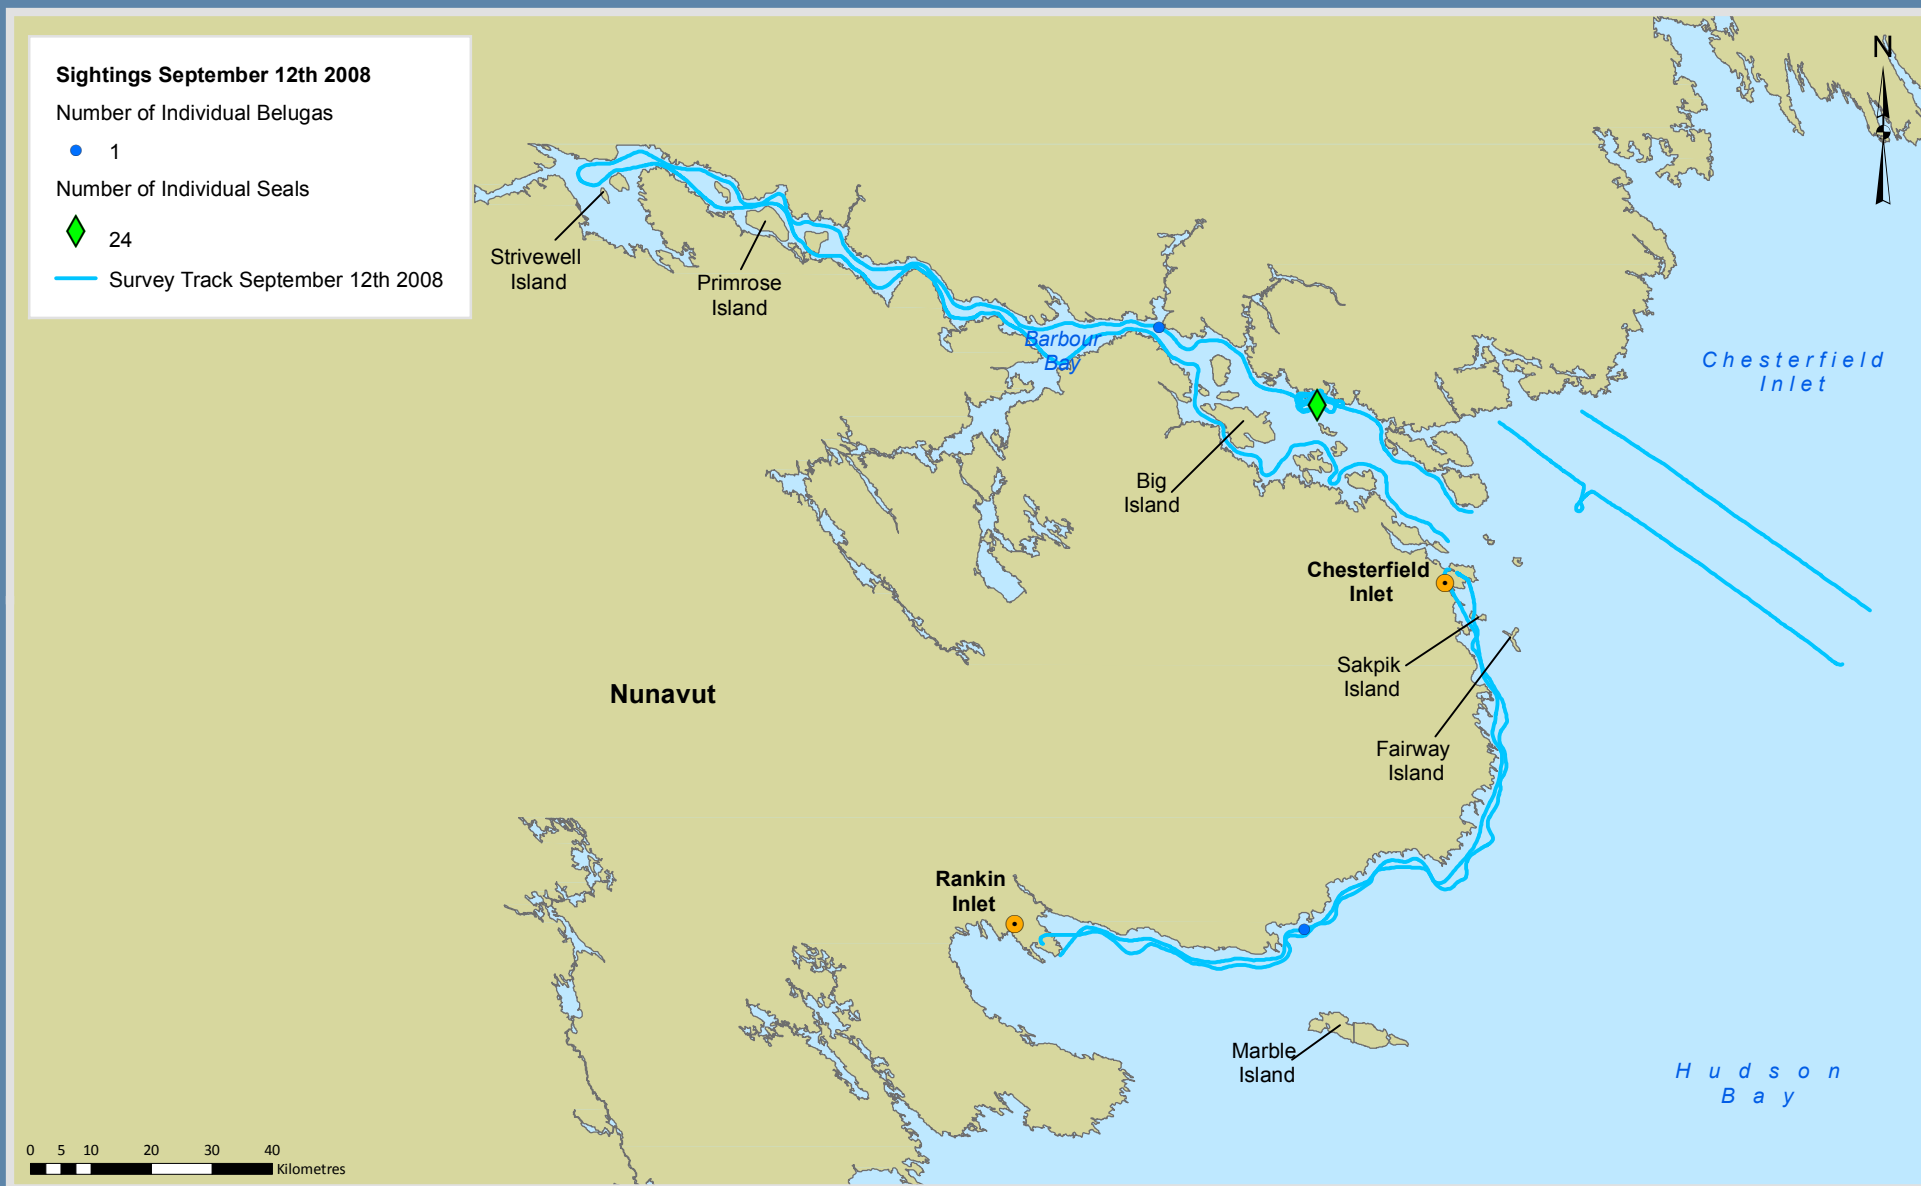 Sightings September 12th 2008
Number of Individual Belugas
1
Number of Individual Seals
24
Survey Track September 12th 2008
N
Strivewell
Island
Primrose
Island
Barbour
Bay
Chesterfield
Inlet
Big
Island
Chesterfield
Inlet
Sakpik
Island
Nunavut
Fairway
Island
Rankin
Inlet
Marble
Island
Hudson
Bay
0 5 10 20 30 40
Kilometres